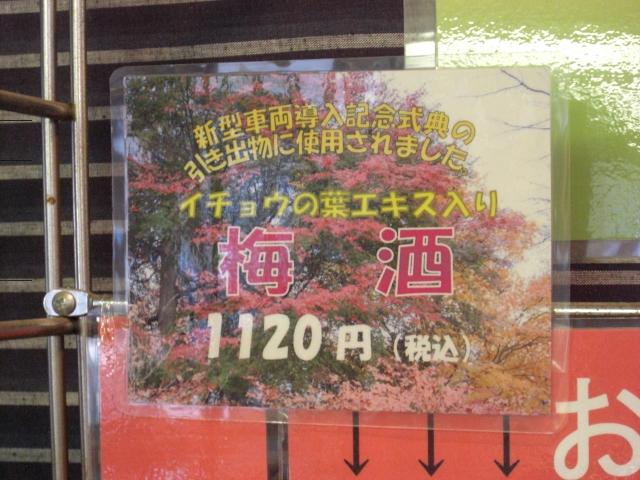 新型車両導入記念式典の
引き出物に使用されました。
イチョウの葉エキス入り
梅 酒
1120円（税込）
お